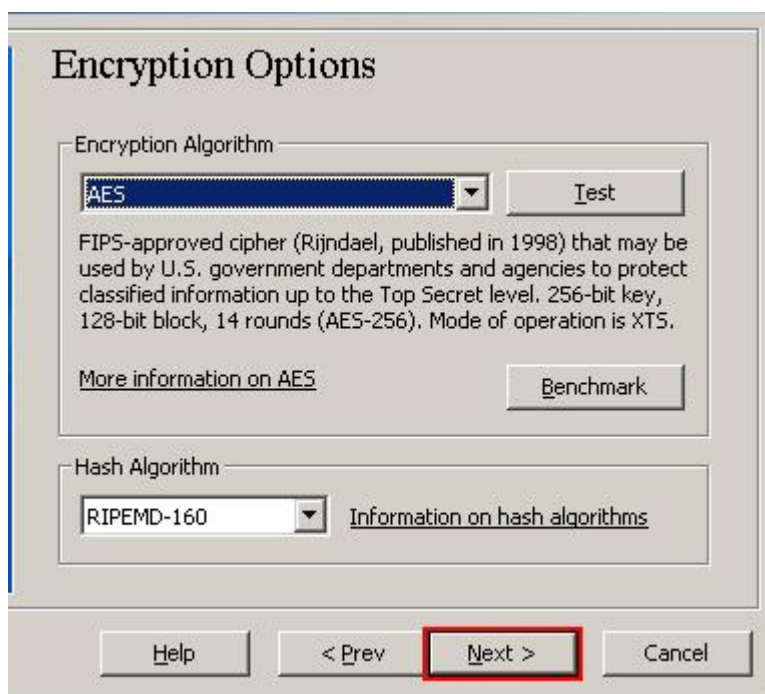 Encryption Options
Encryption Algorithm
AES
Test
FIPS-approved cipher (Rijndael, published in 1998) that may be
used by U.S. government departments and agencies to protect
classified information up to the Top Secret level. 256-bit key,
128-bit block, 14 rounds (AES-256). Mode of operation is XTS.
More information on AES
Benchmark
Hash Algorithm
RIPEMD-160
Information on hash algorithms
Help
< Prev
Next >
Cancel